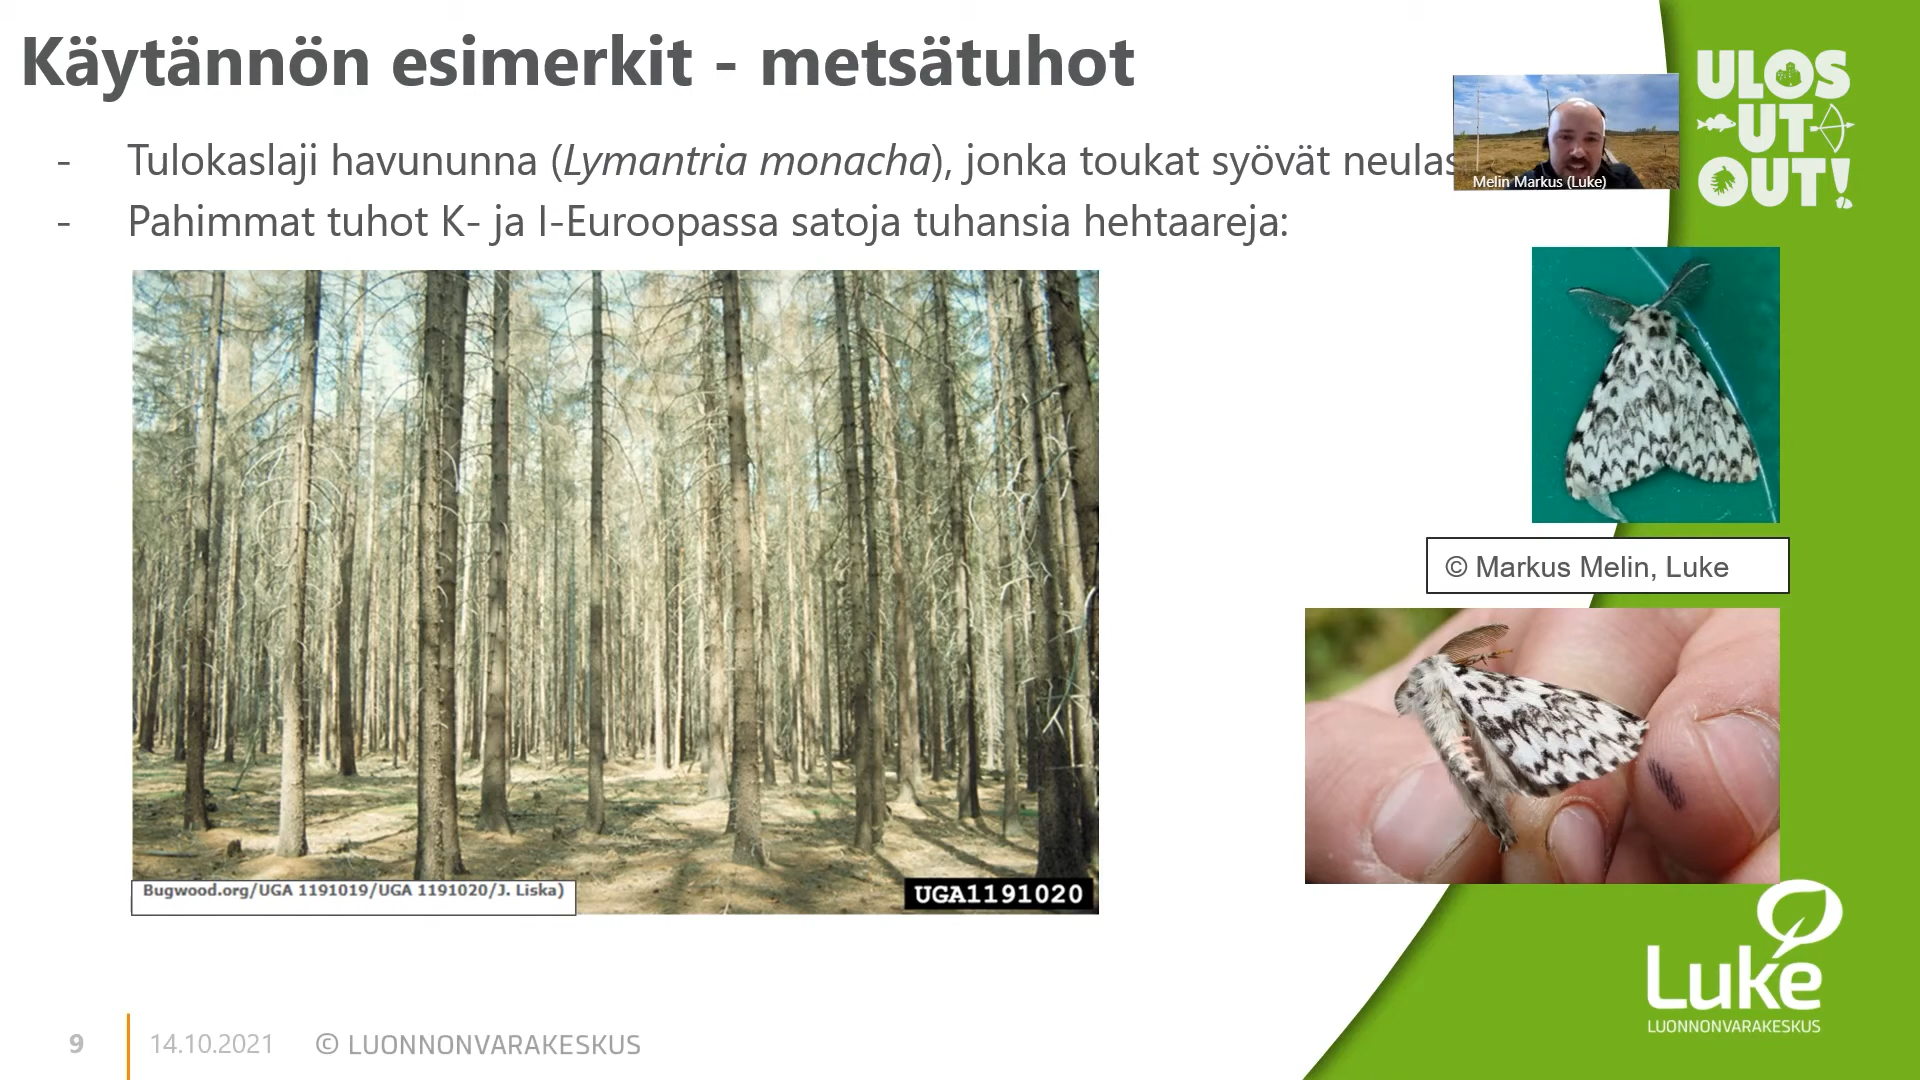 Käytännön esimerkit - metsätuhot
ULOS
UT
OUT!
- Tulokaslaji havununna (Lymantria monacha), jonka toukat syövät neulas
Melin Markus (Luke)
- Pahimmat tuhot K- ja I-Euroopassa satoja tuhansia hehtaareja:
© Markus Melin, Luke
Bugwood.org/UGA 1191019/UGA 1191020/J. Liska)
UGA1191020
Luke
LUONNONVARAKESKUS
9
14.10.2021
© LUONNONVARAKESKUS